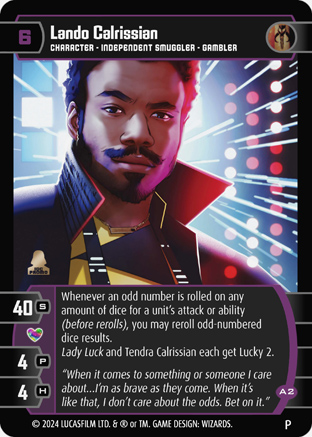 6
Lando Calrissian
CHARACTER - INDEPENDENT SMUGGLER - GAMBLER
40 S
4 P
4 H
Whenever an odd number is rolled on any
amount of dice for a unit's attack or ability
(before rerolls), you may reroll odd-numbered
dice results.
Lady Luck and Tendra Calrissian each get Lucky 2.
"When it comes to something or someone I care
about...I'm as brave as they come. When it's
like that, I don't care about the odds. Bet on it."
A2
© 2024 LUCASFILM LTD. & ® or TM. GAME DESIGN: WIZARDS.
P